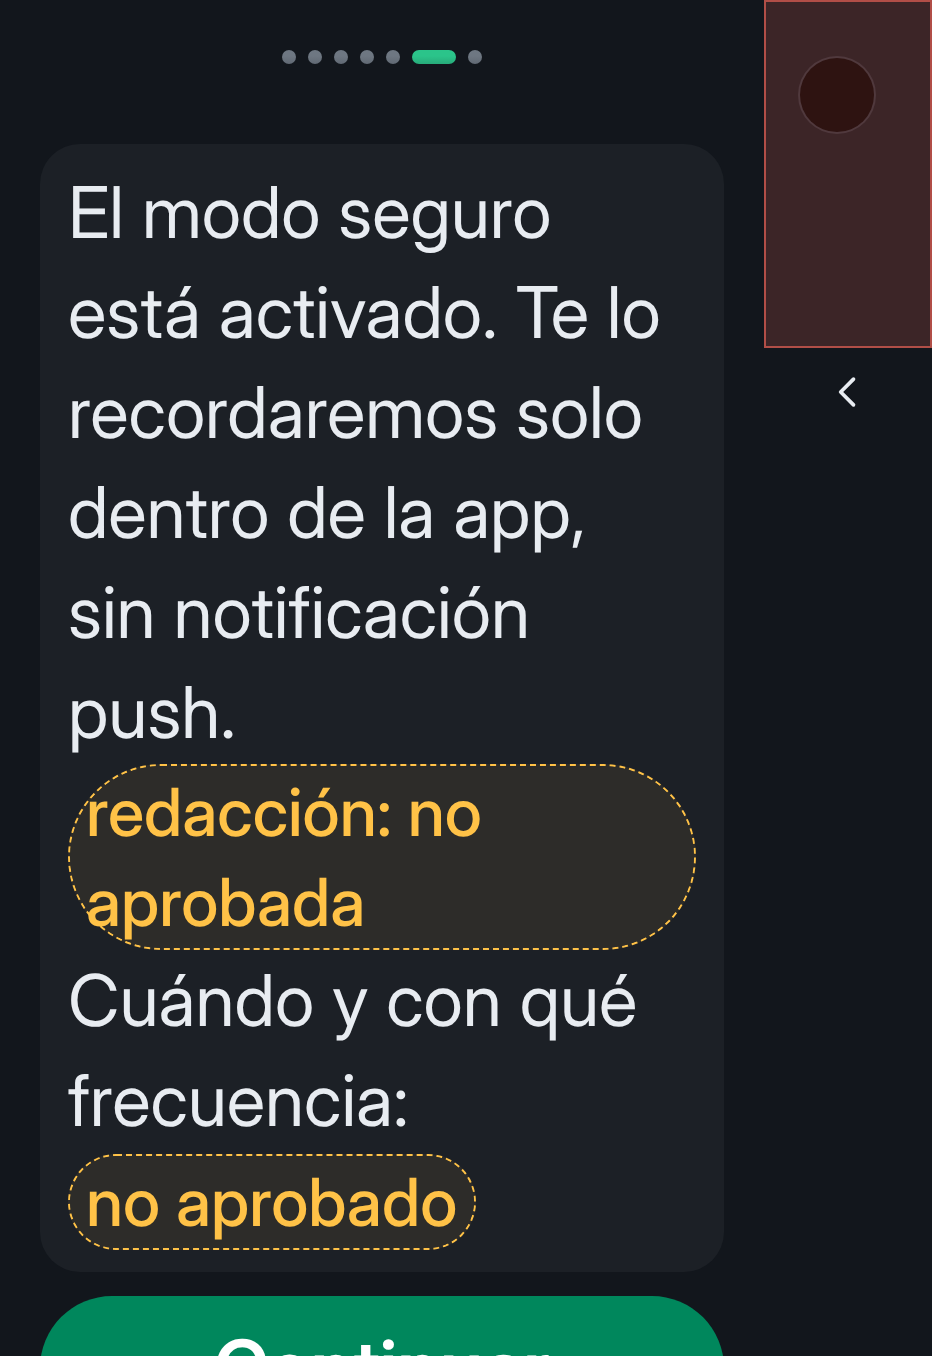 El modo seguro
está activado. Te lo
recordaremos solo
dentro de la app,
sin notificación
push.
redacción: no
aprobada
Cuándo y con qué
frecuencia:
no aprobado
Continuar